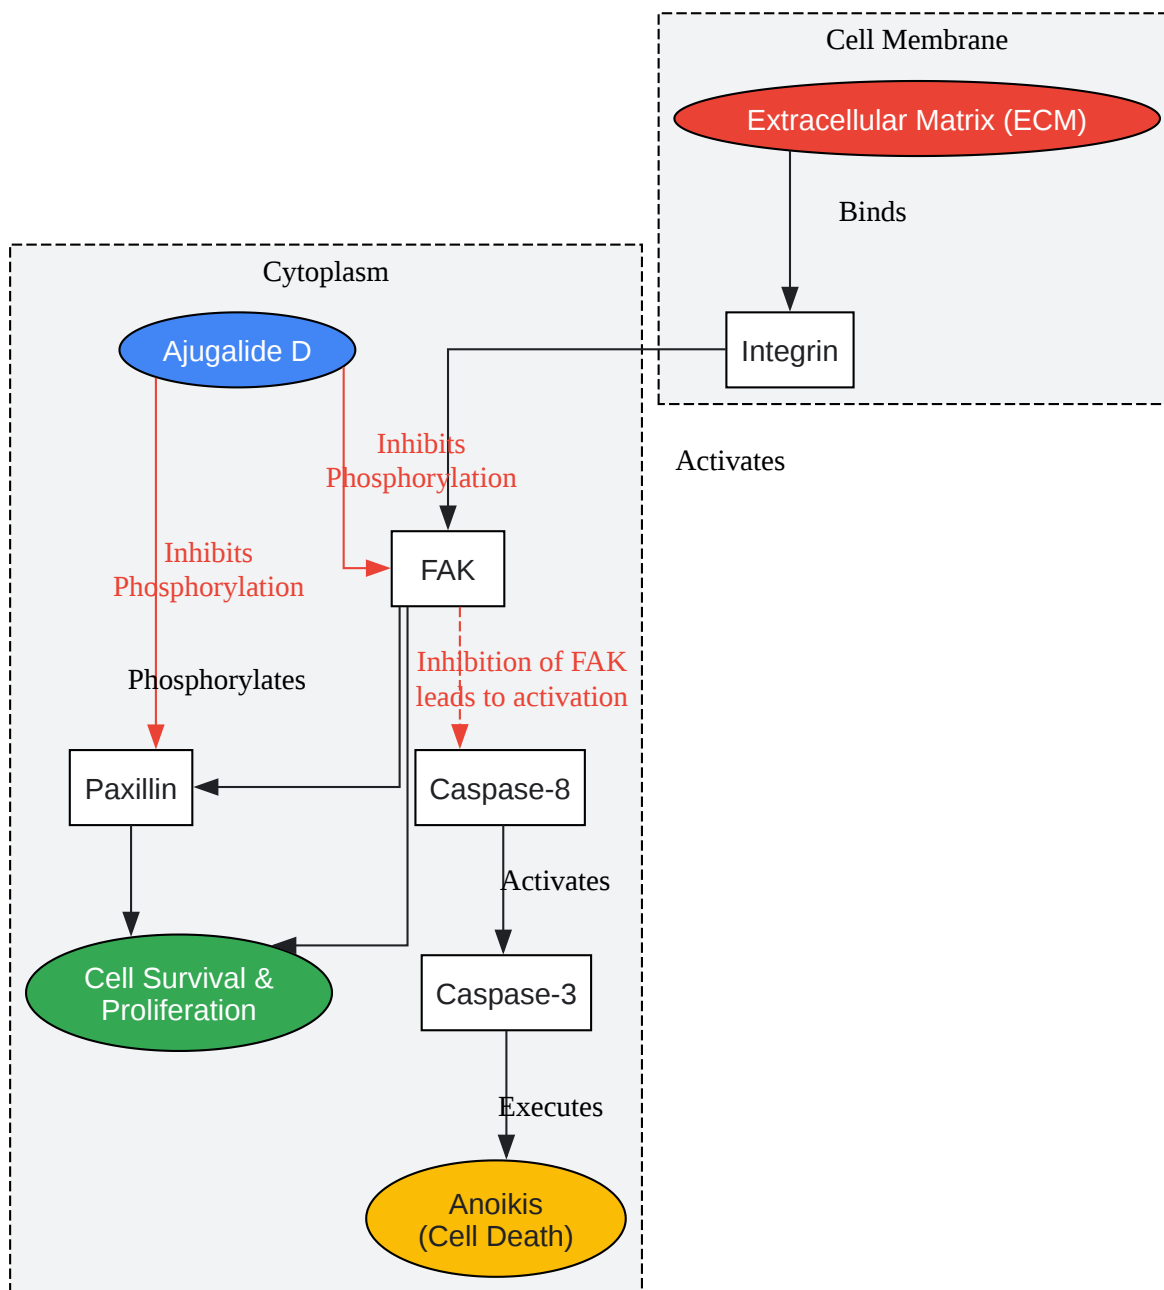 Cell Membrane
Extracellular Matrix (ECM)
Binds
Cytoplasm
Ajugalide D
Integrin
Inhibits
Phosphorylation
Activates
Inhibits
Phosphorylation
FAK
Phosphorylates
Inhibition of FAK
leads to activation
Paxillin
Caspase-8
Activates
Cell Survival &
Proliferation
Caspase-3
Executes
Anoikis
(Cell Death)